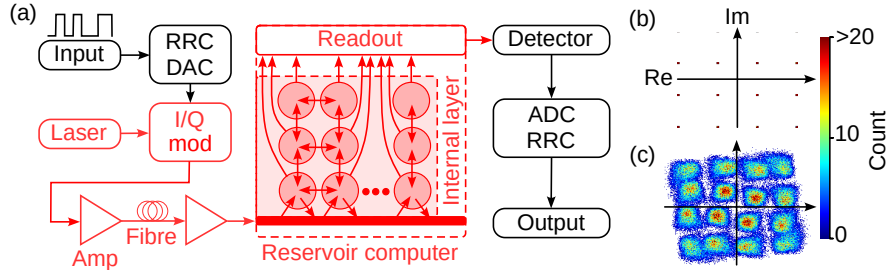 (a)
Input
RRC
DAC
Laser
I/Q
mod
Amp
Fibre
Readout
Internal layer
Reservoir computer
Detector
ADC
RRC
Output
(b)
Im
Re
(c)
>20
10
0
Count